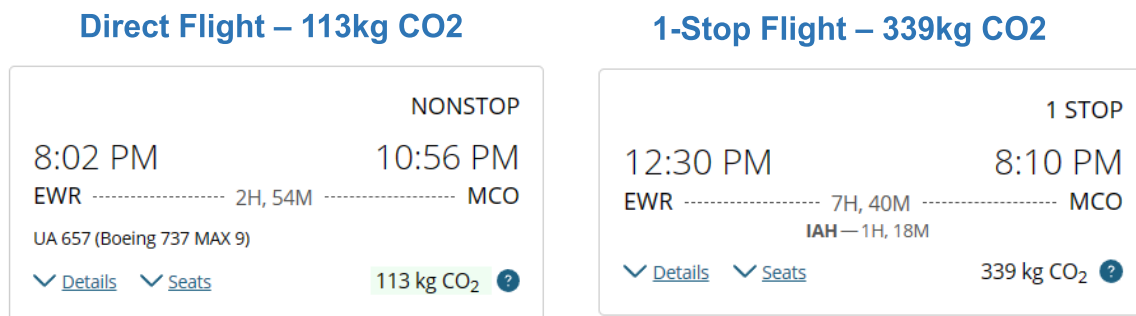 Direct Flight – 113kg CO2
NONSTOP
8:02 PM 10:56 PM
EWR 2H, 54M MCO
UA 657 (Boeing 737 MAX 9)
Details Seats 113 kg CO₂ ?
1-Stop Flight – 339kg CO2
1 STOP
12:30 PM 8:10 PM
EWR 7H, 40M MCO
IAH — 1H, 18M
Details Seats 339 kg CO₂ ?